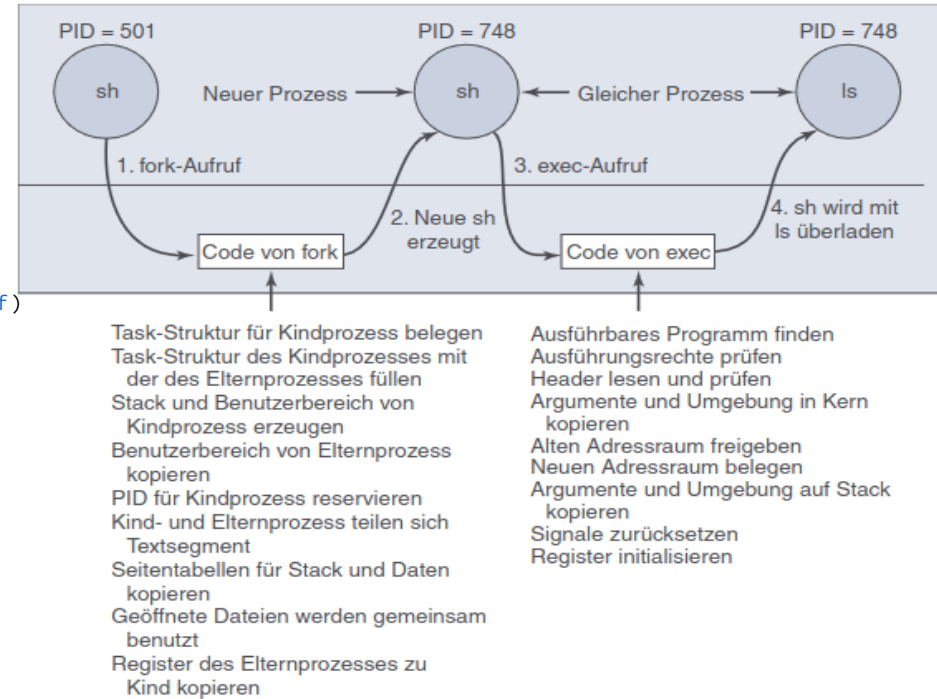 PID = 501
PID = 748
PID = 748
sh
Neuer Prozess
sh
Gleicher Prozess
ls
1. fork-Aufruf
3. exec-Aufruf
2. Neue sh
erzeugt
4. sh wird mit
ls überladen
Code von fork
Code von exec
f)
Task-Struktur für Kindprozess belegen
Task-Struktur des Kindprozesses mit
der des Elternprozesses füllen
Stack und Benutzerbereich von
Kindprozess erzeugen
Benutzerbereich von Elternprozess
kopieren
PID für Kindprozess reservieren
Kind- und Elternprozess teilen sich
Textsegment
Seitentabellen für Stack und Daten
kopieren
Geöffnete Dateien werden gemeinsam
benutzt
Register des Elternprozesses zu
Kind kopieren
Ausführbares Programm finden
Ausführungsrechte prüfen
Header lesen und prüfen
Argumente und Umgebung in Kern
kopieren
Alten Adressraum freigeben
Neuen Adressraum belegen
Argumente und Umgebung auf Stack
kopieren
Signale zurücksetzen
Register initialisieren